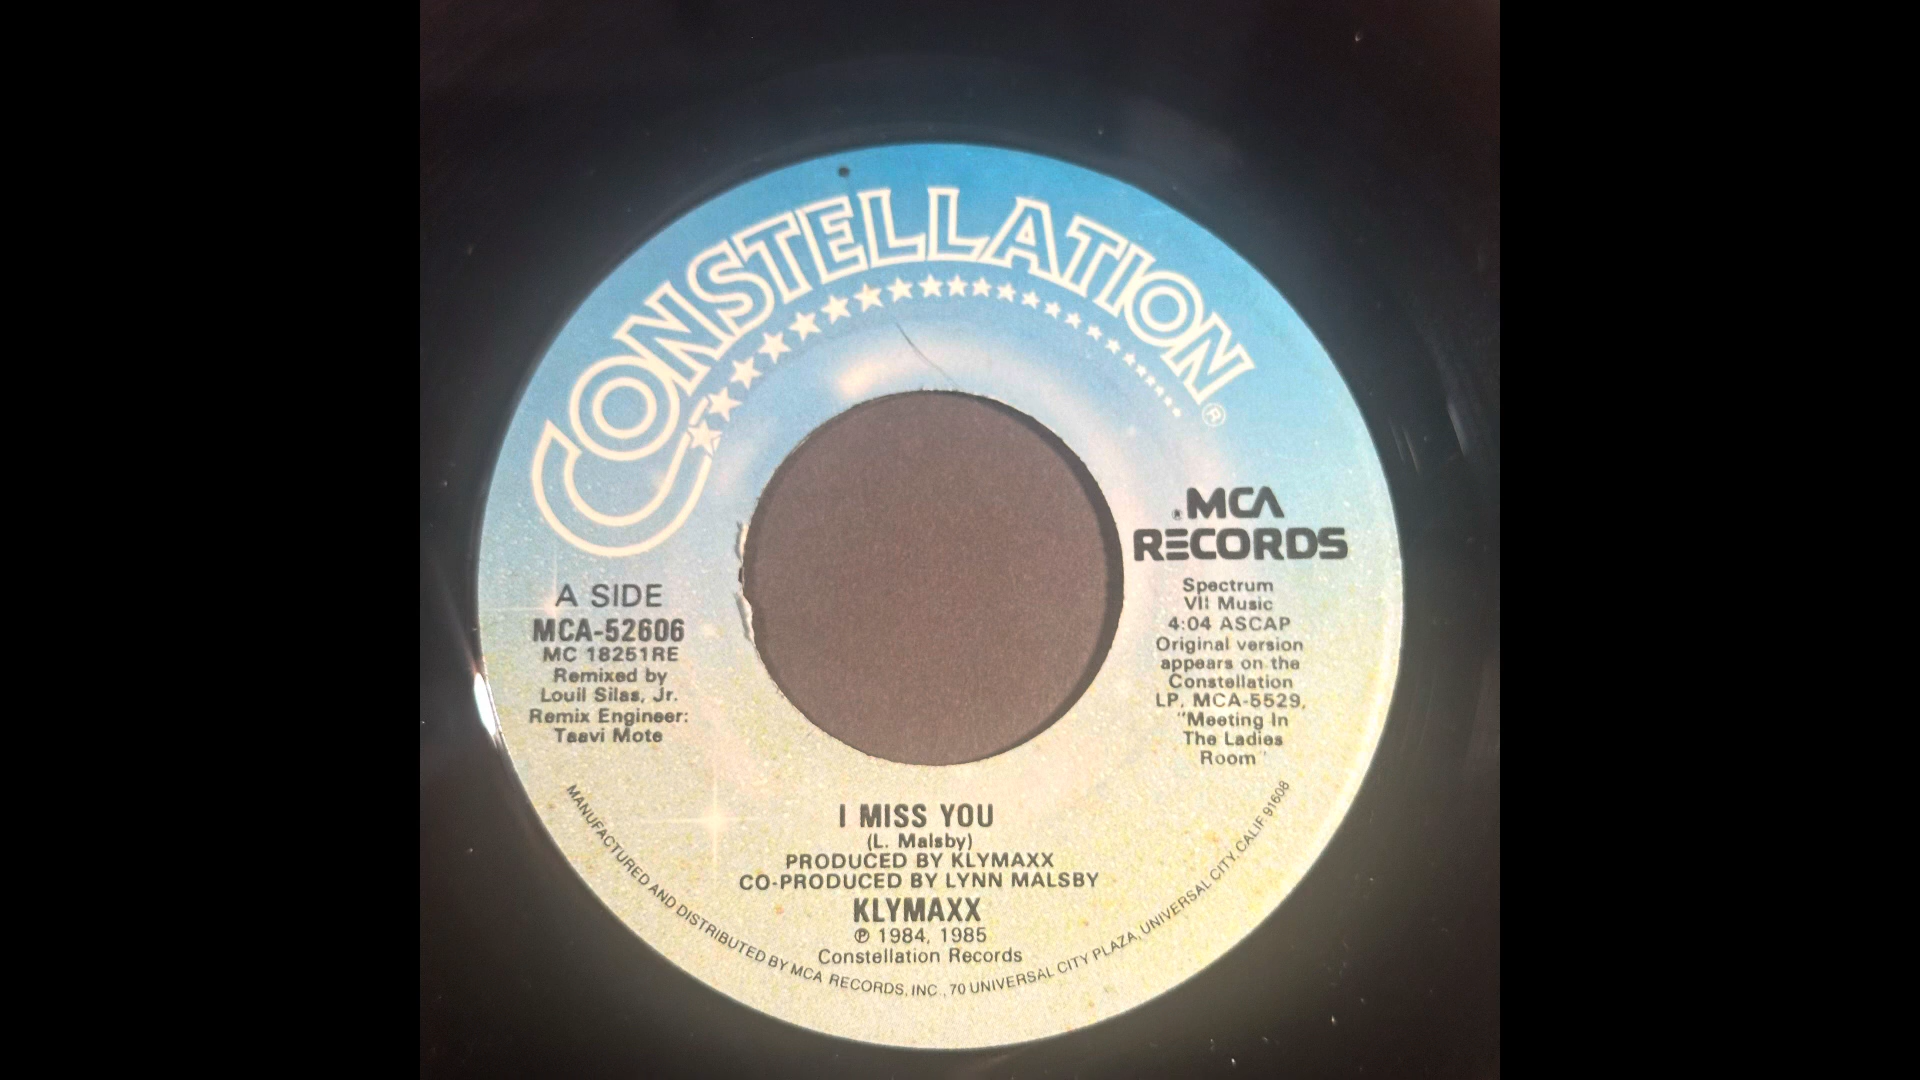 CONSTELLATION®
MCA
RECORDS
A SIDE
MCA-52606
MC 18251RE
Remixed by
Louil Silas, Jr.
Remix Engineer:
Taavi Mote
Spectrum
VII Music
4:04 ASCAP
Original version
appears on the
Constellation
LP, MCA-5529,
"Meeting In
The Ladies
Room"
I MISS YOU
(L. Malsby)
PRODUCED BY KLYMAXX
CO-PRODUCED BY LYNN MALSBY
KLYMAXX
℗ 1984, 1985
Constellation Records
MANUFACTURED AND DISTRIBUTED BY MCA RECORDS, INC., 70 UNIVERSAL CITY PLAZA, UNIVERSAL CITY, CALIF. 91608